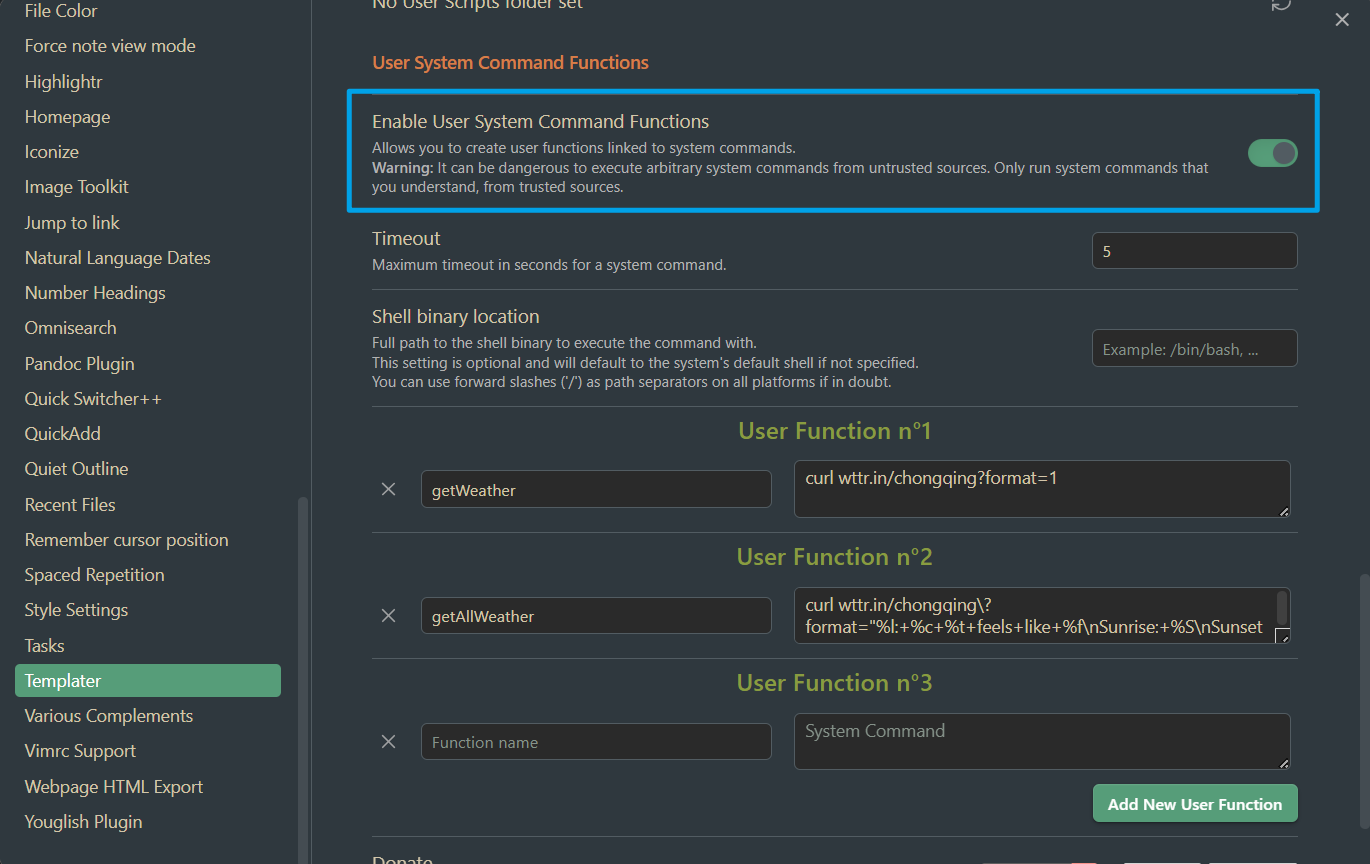 File Color
Force note view mode
Highlightr
Homepage
Iconize
Image Toolkit
Jump to link
Natural Language Dates
Number Headings
Omnisearch
Pandoc Plugin
Quick Switcher++
QuickAdd
Quiet Outline
Recent Files
Remember cursor position
Spaced Repetition
Style Settings
Tasks
Templater
Various Complements
Vimrc Support
Webpage HTML Export
Youglish Plugin
No User Scripts folder set
User System Command Functions
Enable User System Command Functions
Allows you to create user functions linked to system commands.
Warning: It can be dangerous to execute arbitrary system commands from untrusted sources. Only run system commands that
you understand, from trusted sources.
Timeout
Maximum timeout in seconds for a system command.
5
Shell binary location
Full path to the shell binary to execute the command with.
This setting is optional and will default to the system's default shell if not specified.
You can use forward slashes ('/') as path separators on all platforms if in doubt.
Example: /bin/bash, ...
User Function n°1
getWeather
curl wttr.in/chongqing?format=1
User Function n°2
getAllWeather
curl wttr.in/chongqing\?
format="%l:+%c+%t+feels+like+%f\nSunrise:+%S\nSunset
User Function n°3
Function name
System Command
Add New User Function
Donate